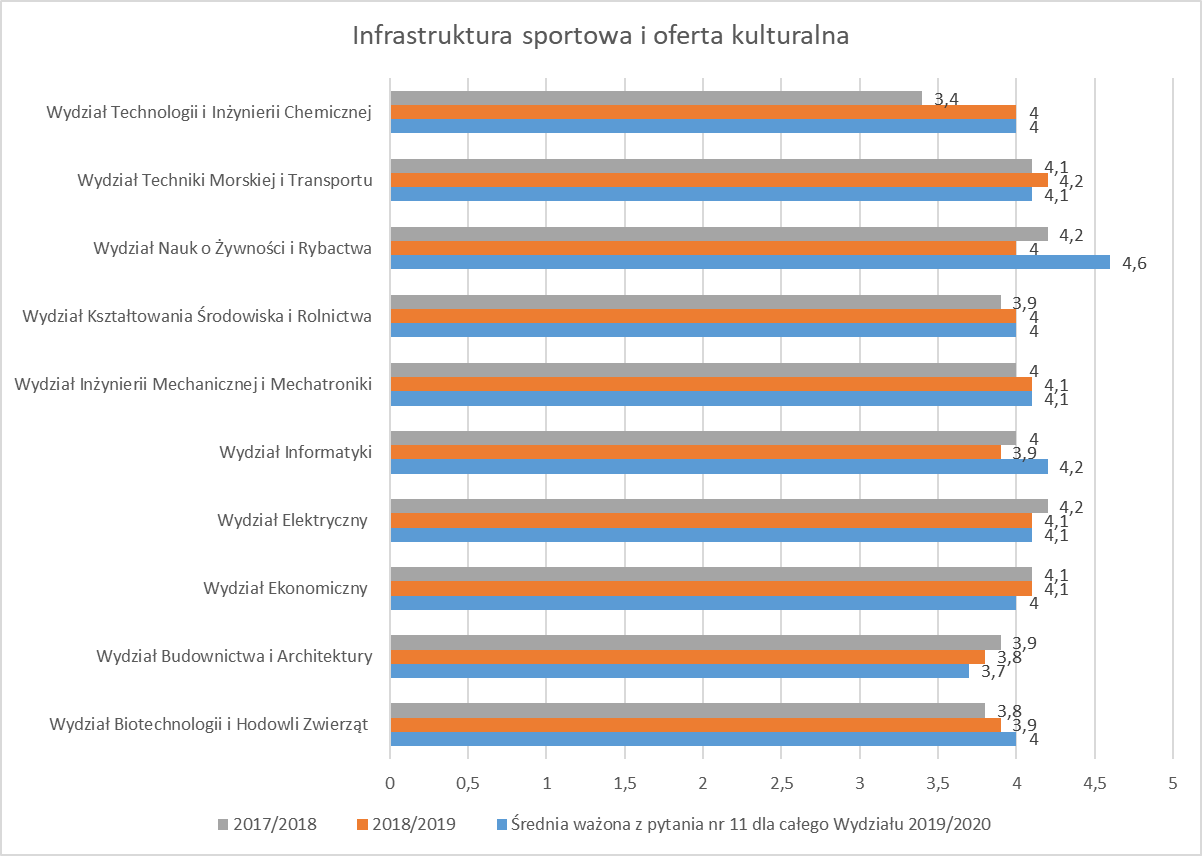 Infrastruktura sportowa i oferta kulturalna
Wydział Technologii i Inżynierii Chemicznej
3,4
4
4
Wydział Techniki Morskiej i Transportu
4,1
4,2
4,1
Wydział Nauk o Żywności i Rybactwa
4,2
4
4,6
Wydział Kształtowania Środowiska i Rolnictwa
3,9
4
4
Wydział Inżynierii Mechanicznej i Mechatroniki
4
4,1
4,1
Wydział Informatyki
4
3,9
4,2
Wydział Elektryczny
4,2
4,1
4,1
Wydział Ekonomiczny
4,1
4,1
4
Wydział Budownictwa i Architektury
3,9
3,8
3,7
Wydział Biotechnologii i Hodowli Zwierząt
3,8
3,9
4
0 0,5 1 1,5 2 2,5 3 3,5 4 4,5 5
2017/2018 2018/2019 Średnia ważona z pytania nr 11 dla całego Wydziału 2019/2020